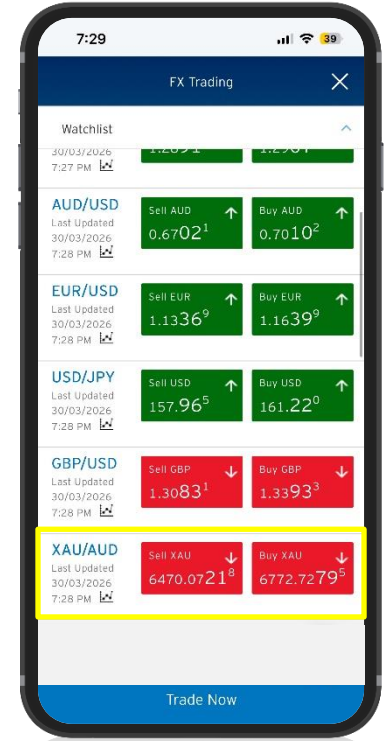 7:29
39
FX Trading
Watchlist
30/03/2026
7:27 PM
AUD/USD
Last Updated
30/03/2026
7:28 PM
Sell AUD
0.6702¹
Buy AUD
0.7010²
EUR/USD
Last Updated
30/03/2026
7:28 PM
Sell EUR
1.1336⁹
Buy EUR
1.1639⁹
USD/JPY
Last Updated
30/03/2026
7:28 PM
Sell USD
157.96⁵
Buy USD
161.22⁰
GBP/USD
Last Updated
30/03/2026
7:28 PM
Sell GBP
1.3083¹
Buy GBP
1.3393³
XAU/AUD
Last Updated
30/03/2026
7:28 PM
Sell XAU
6470.0721⁸
Buy XAU
6772.7279⁵
Trade Now